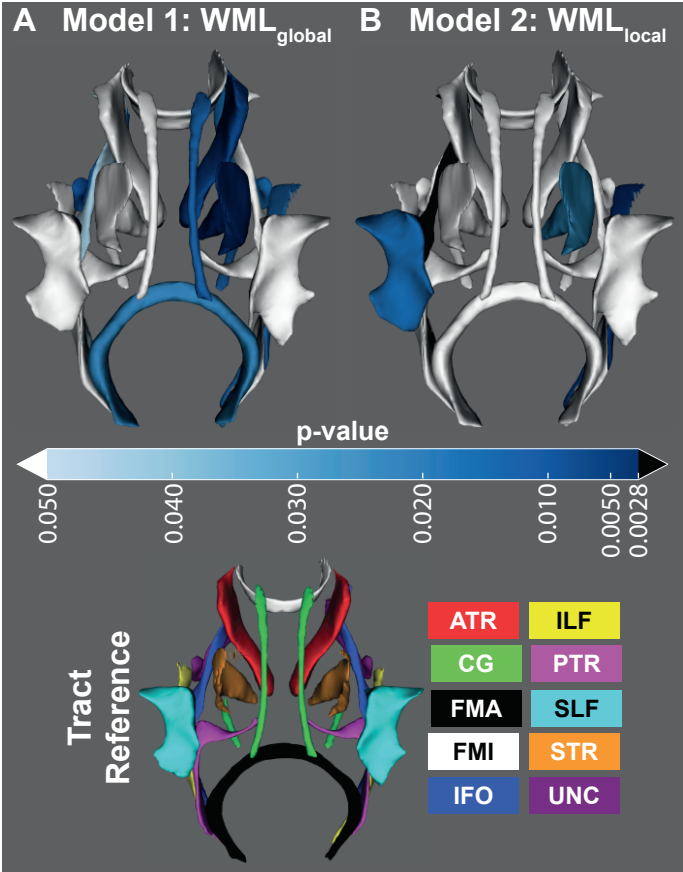 A Model 1: WMLglobal
B Model 2: WMLlocal
p-value
0.050
0.040
0.030
0.020
0.010
0.0050
0.0028
Tract
Reference
ATR ILF
CG PTR
FMA SLF
FMI STR
IFO UNC